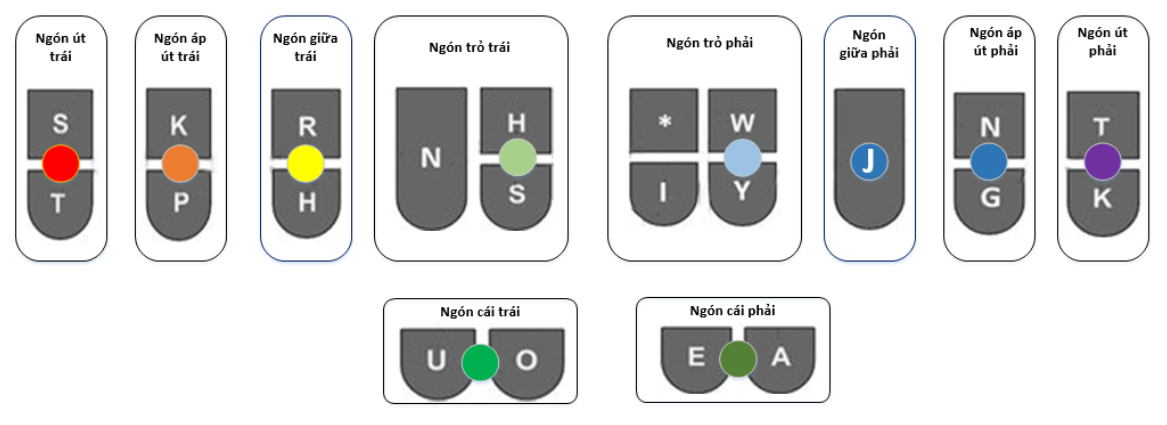 Ngón út
trái
Ngón áp
út trái
Ngón giữa
trái
Ngón trỏ trái
Ngón trỏ phải
Ngón
giữa phải
Ngón áp
út phải
Ngón út
phải
S
K
R
N
H
*
W
J
N
T
T
P
H
S
I
Y
G
K
Ngón cái trái
Ngón cái phải
U
O
E
A